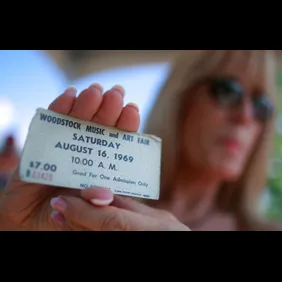 WOODSTOCK MUSIC and ART FAIR
SATURDAY
AUGUST 16, 1969
10:00 A. M.
$7.00
Good For One Admission Only